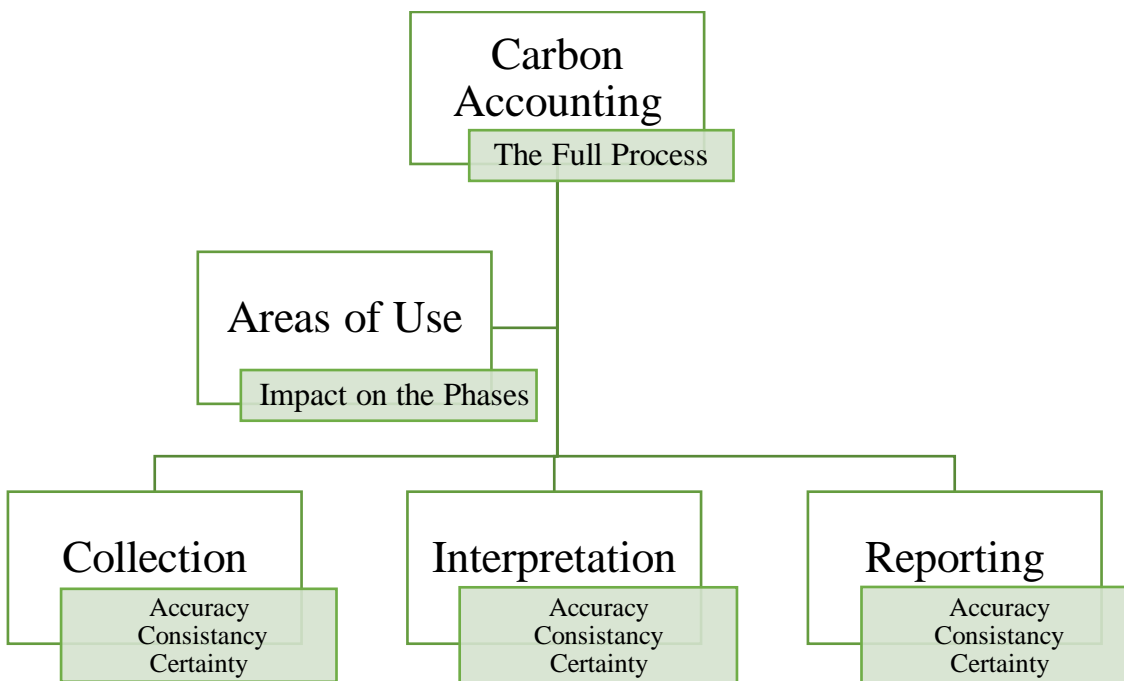 Carbon
Accounting
The Full Process
Areas of Use
Impact on the Phases
Collection
Accuracy
Consistancy
Certainty
Interpretation
Accuracy
Consistancy
Certainty
Reporting
Accuracy
Consistancy
Certainty